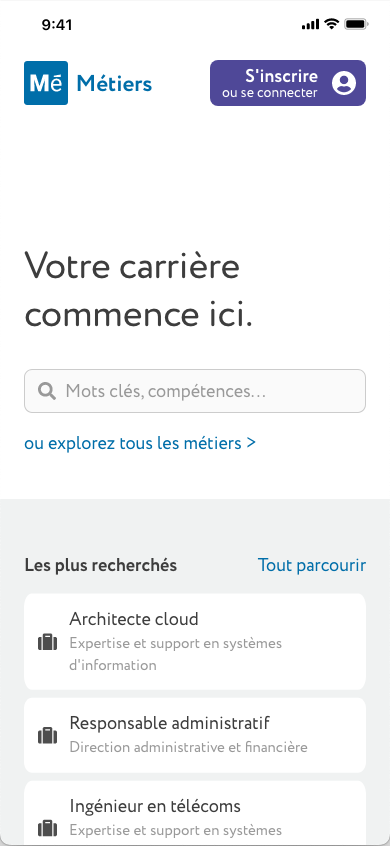 9:41
Mē Métiers
S'inscrire
ou se connecter
Votre carrière
commence ici.
Mots clés, compétences...
ou explorez tous les métiers >
Les plus recherchés
Tout parcourir
Architecte cloud
Expertise et support en systèmes
d'information
Responsable administratif
Direction administrative et financière
Ingénieur en télécoms
Expertise et support en systèmes